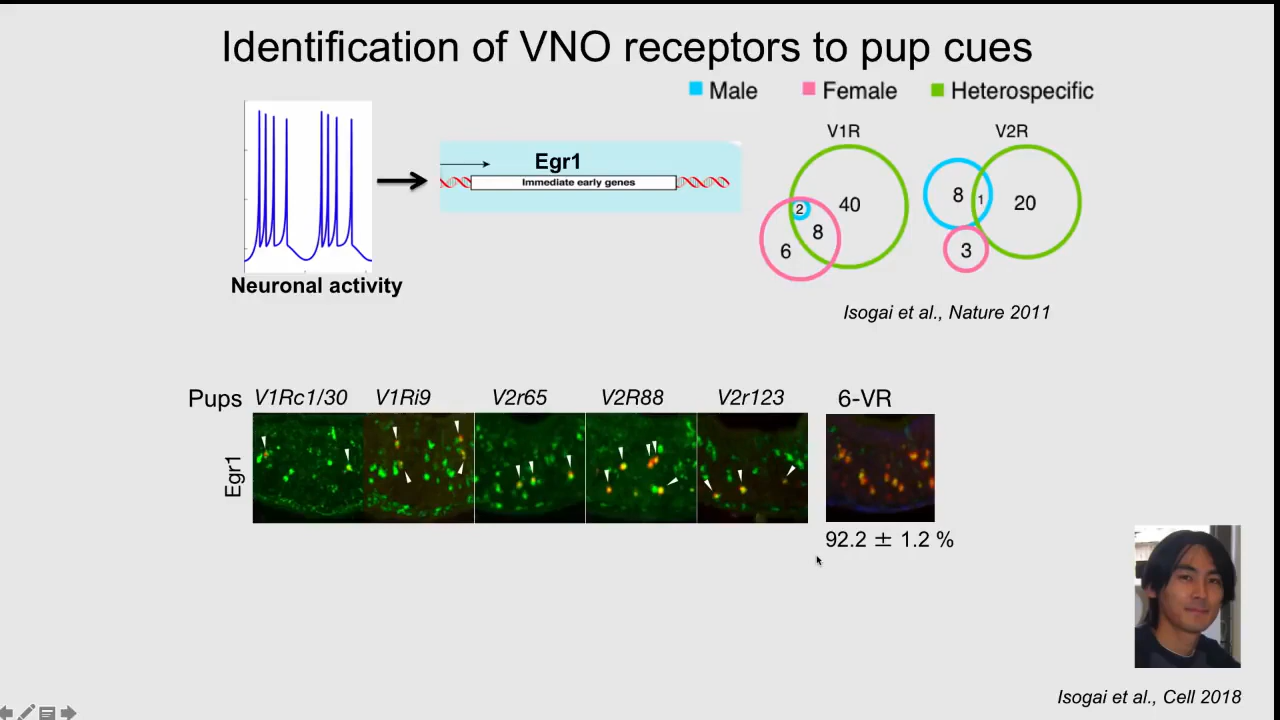 Identification of VNO receptors to pup cues
Male Female Heterospecific
V1R V2R
Egr1
Immediate early genes
2 40 8 6
8 1 20 3
Neuronal activity
Isogai et al., Nature 2011
Pups V1Rc1/30 V1Ri9 V2r65 V2R88 V2r123 6-VR
Egr1
92.2 ± 1.2 %
Isogai et al., Cell 2018